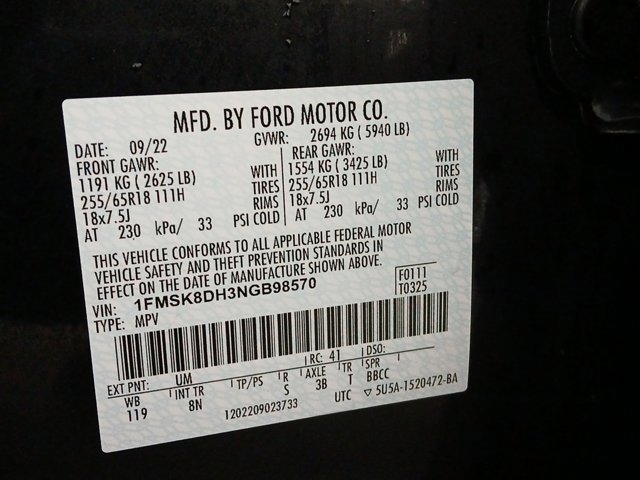 MFD. BY FORD MOTOR CO.
DATE: 09/22 GVWR: 2694 KG ( 5940 LB)
FRONT GAWR: REAR GAWR:
1191 KG ( 2625 LB) WITH 1554 KG ( 3425 LB) WITH
255/65R18 111H TIRES 255/65R18 111H TIRES
18x7.5J RIMS 18x7.5J RIMS
AT 230 kPa/ 33 PSI COLD AT 230 kPa/ 33 PSI COLD
THIS VEHICLE CONFORMS TO ALL APPLICABLE FEDERAL MOTOR
VEHICLE SAFETY AND THEFT PREVENTION STANDARDS IN
EFFECT ON THE DATE OF MANUFACTURE SHOWN ABOVE.
VIN: 1FMSK8DH3NGB98570 F0111
TYPE: MPV T0325
EXT PNT: UM RC: 41 DSO:
WB INT TR TP/PS R AXLE TR SPR
119 8N S 3B T BBCC
1202209023733 UTC ▽ 5U5A-1520472-BA